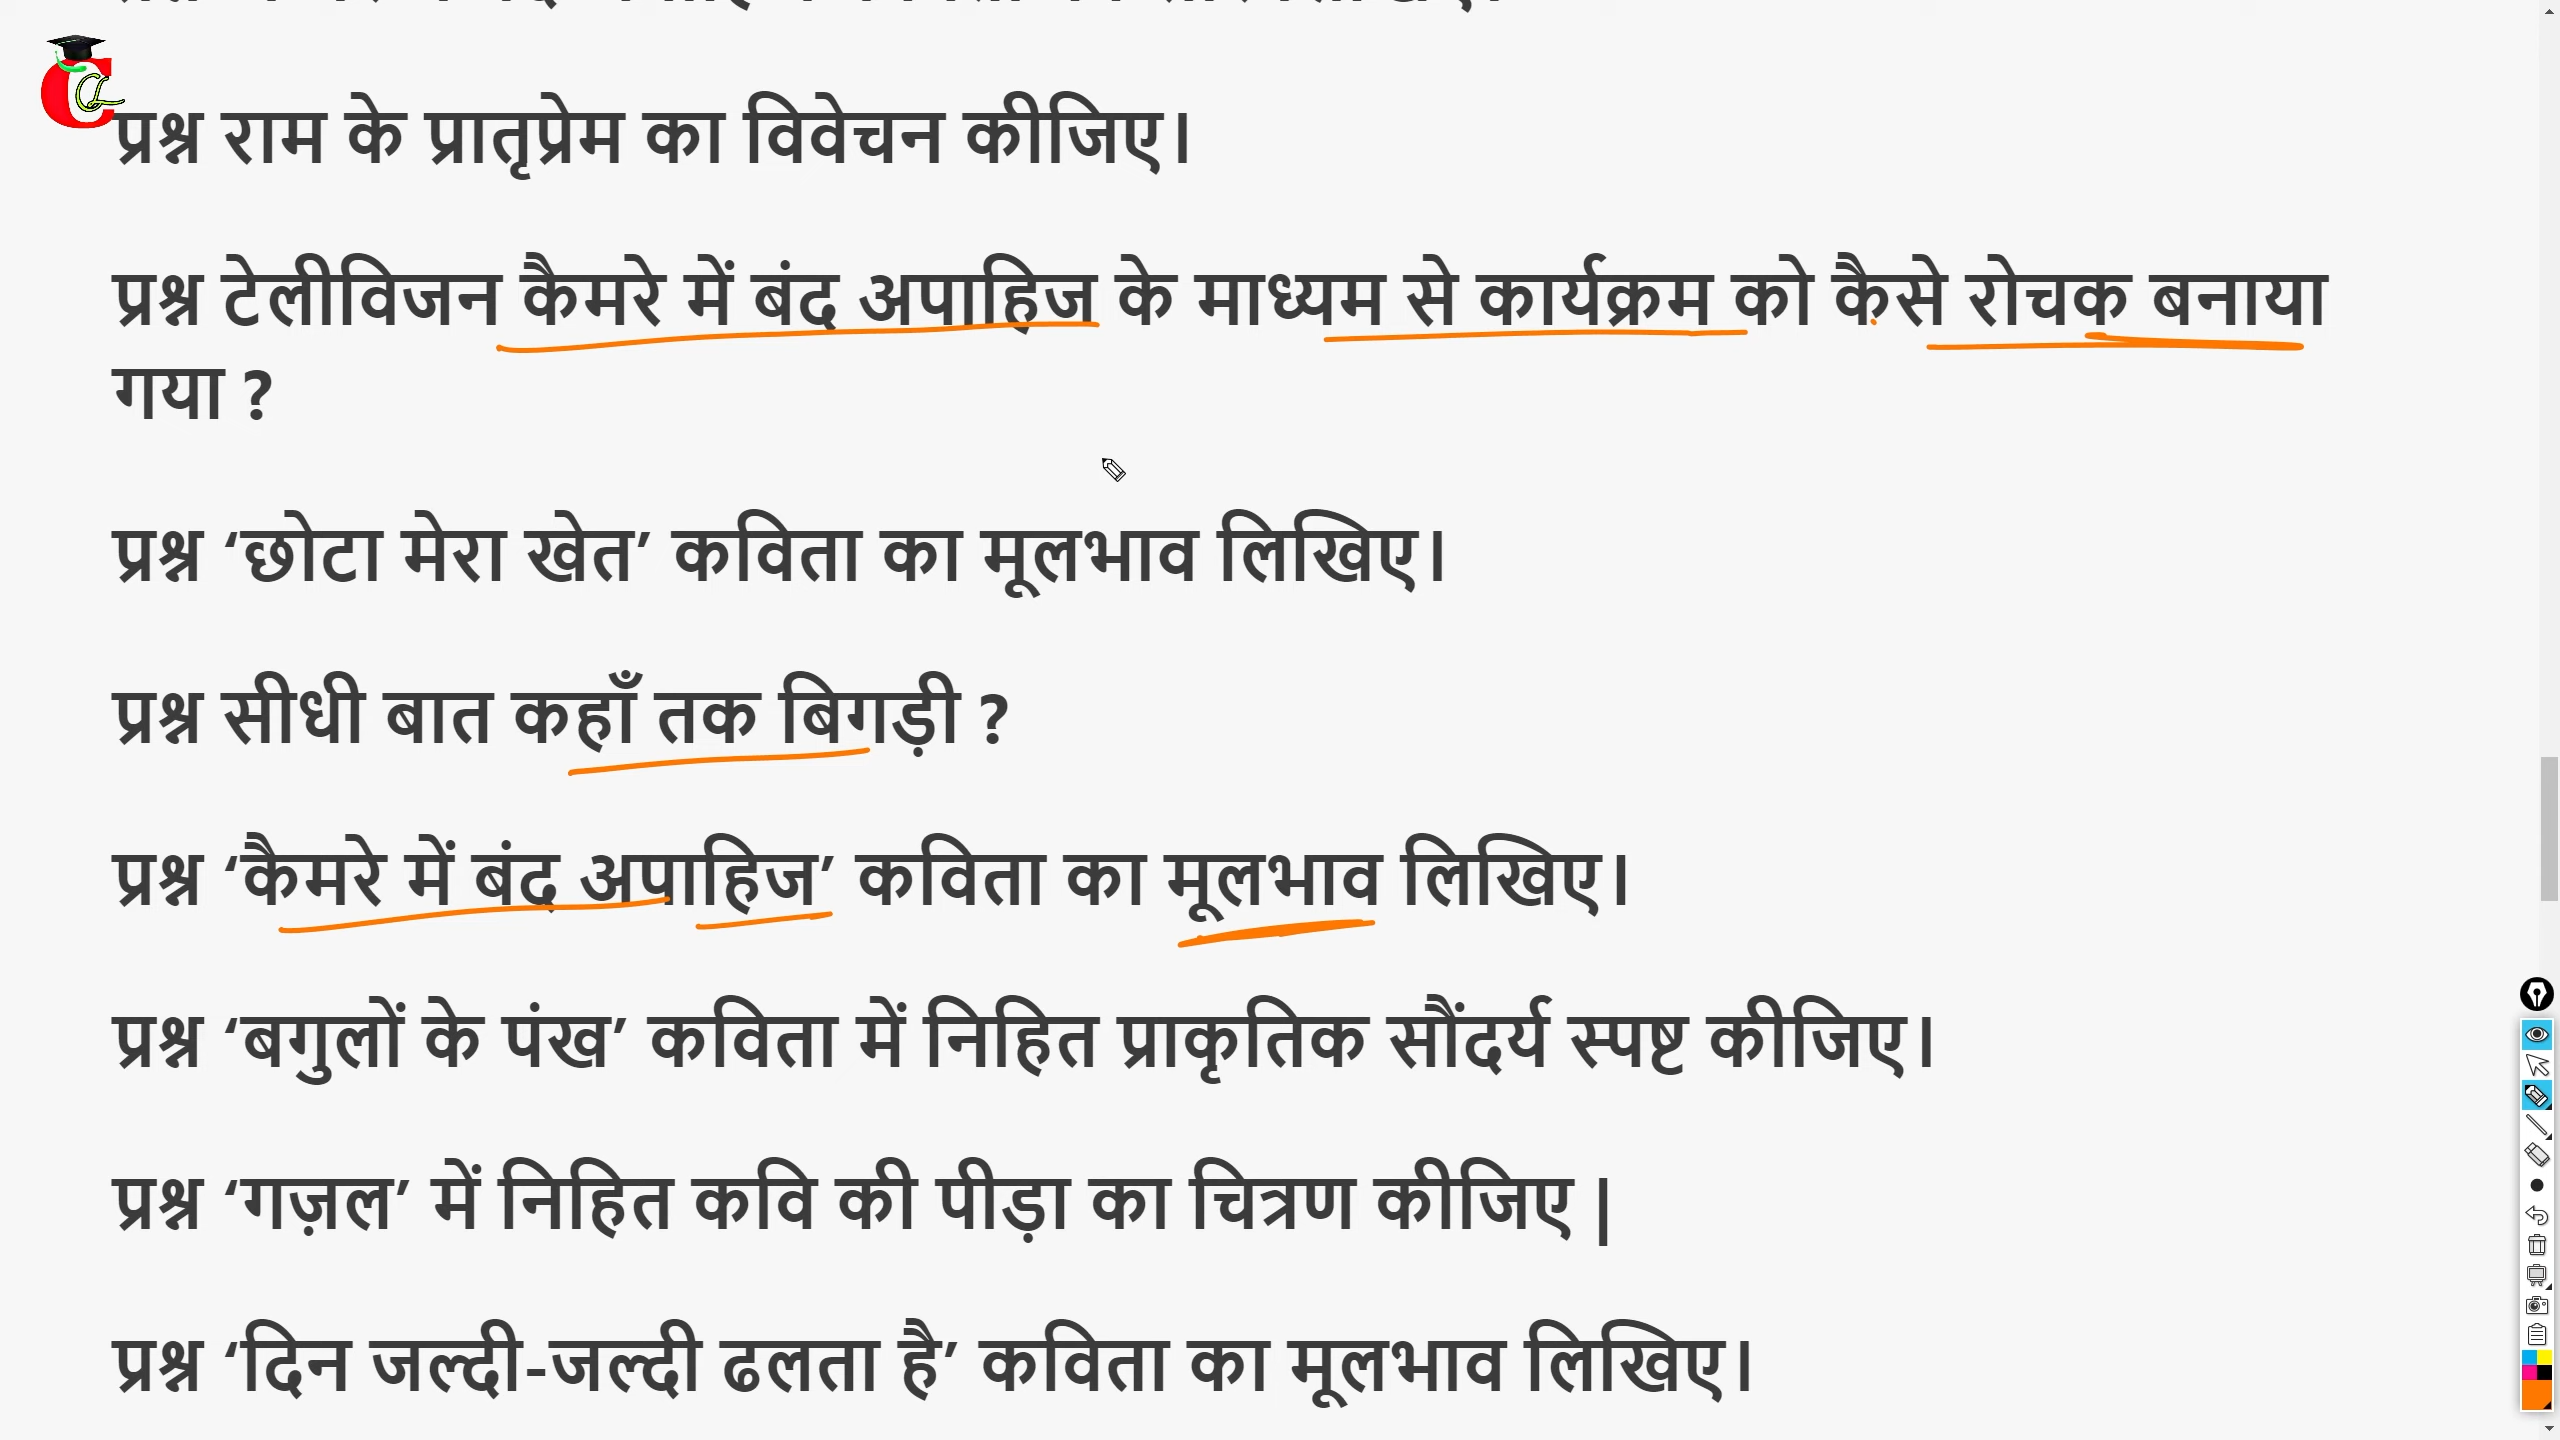 प्रश्न राम के प्रातृप्रेम का विवेचन कीजिए।
प्रश्न टेलीविजन कैमरे में बंद अपाहिज के माध्यम से कार्यक्रम को कैसे रोचक बनाया
गया ?
प्रश्न ‘छोटा मेरा खेत’ कविता का मूलभाव लिखिए।
प्रश्न सीधी बात कहाँ तक बिगड़ी ?
प्रश्न ‘कैमरे में बंद अपाहिज’ कविता का मूलभाव लिखिए।
प्रश्न ‘बगुलों के पंख’ कविता में निहित प्राकृतिक सौंदर्य स्पष्ट कीजिए।
प्रश्न ‘गज़ल’ में निहित कवि की पीड़ा का चित्रण कीजिए |
प्रश्न ‘दिन जल्दी-जल्दी ढलता है’ कविता का मूलभाव लिखिए।